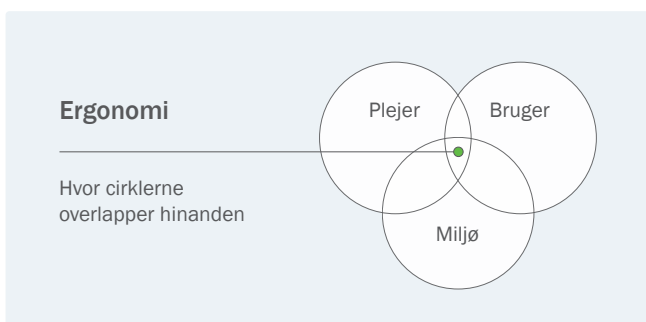 Ergonomi
Hvor cirklerne
overlapper hinanden
Plejer
Bruger
Miljø